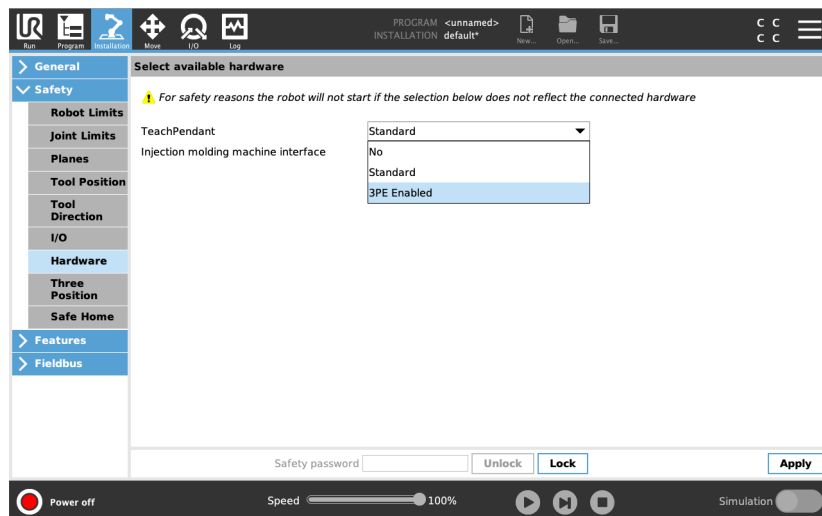 PROGRAM <unnamed>
INSTALLATION default*
Run Program Installation Move I/O Log New... Open... Save...
C C
C C
General
Safety
Robot Limits
Joint Limits
Planes
Tool Position
Tool
Direction
I/O
Hardware
Three
Position
Safe Home
Features
Fieldbus
Select available hardware
For safety reasons the robot will not start if the selection below does not reflect the connected hardware
TeachPendant Standard
Injection molding machine interface No
Standard
3PE Enabled
Safety password Unlock Lock Apply
Power off Speed 100% Simulation